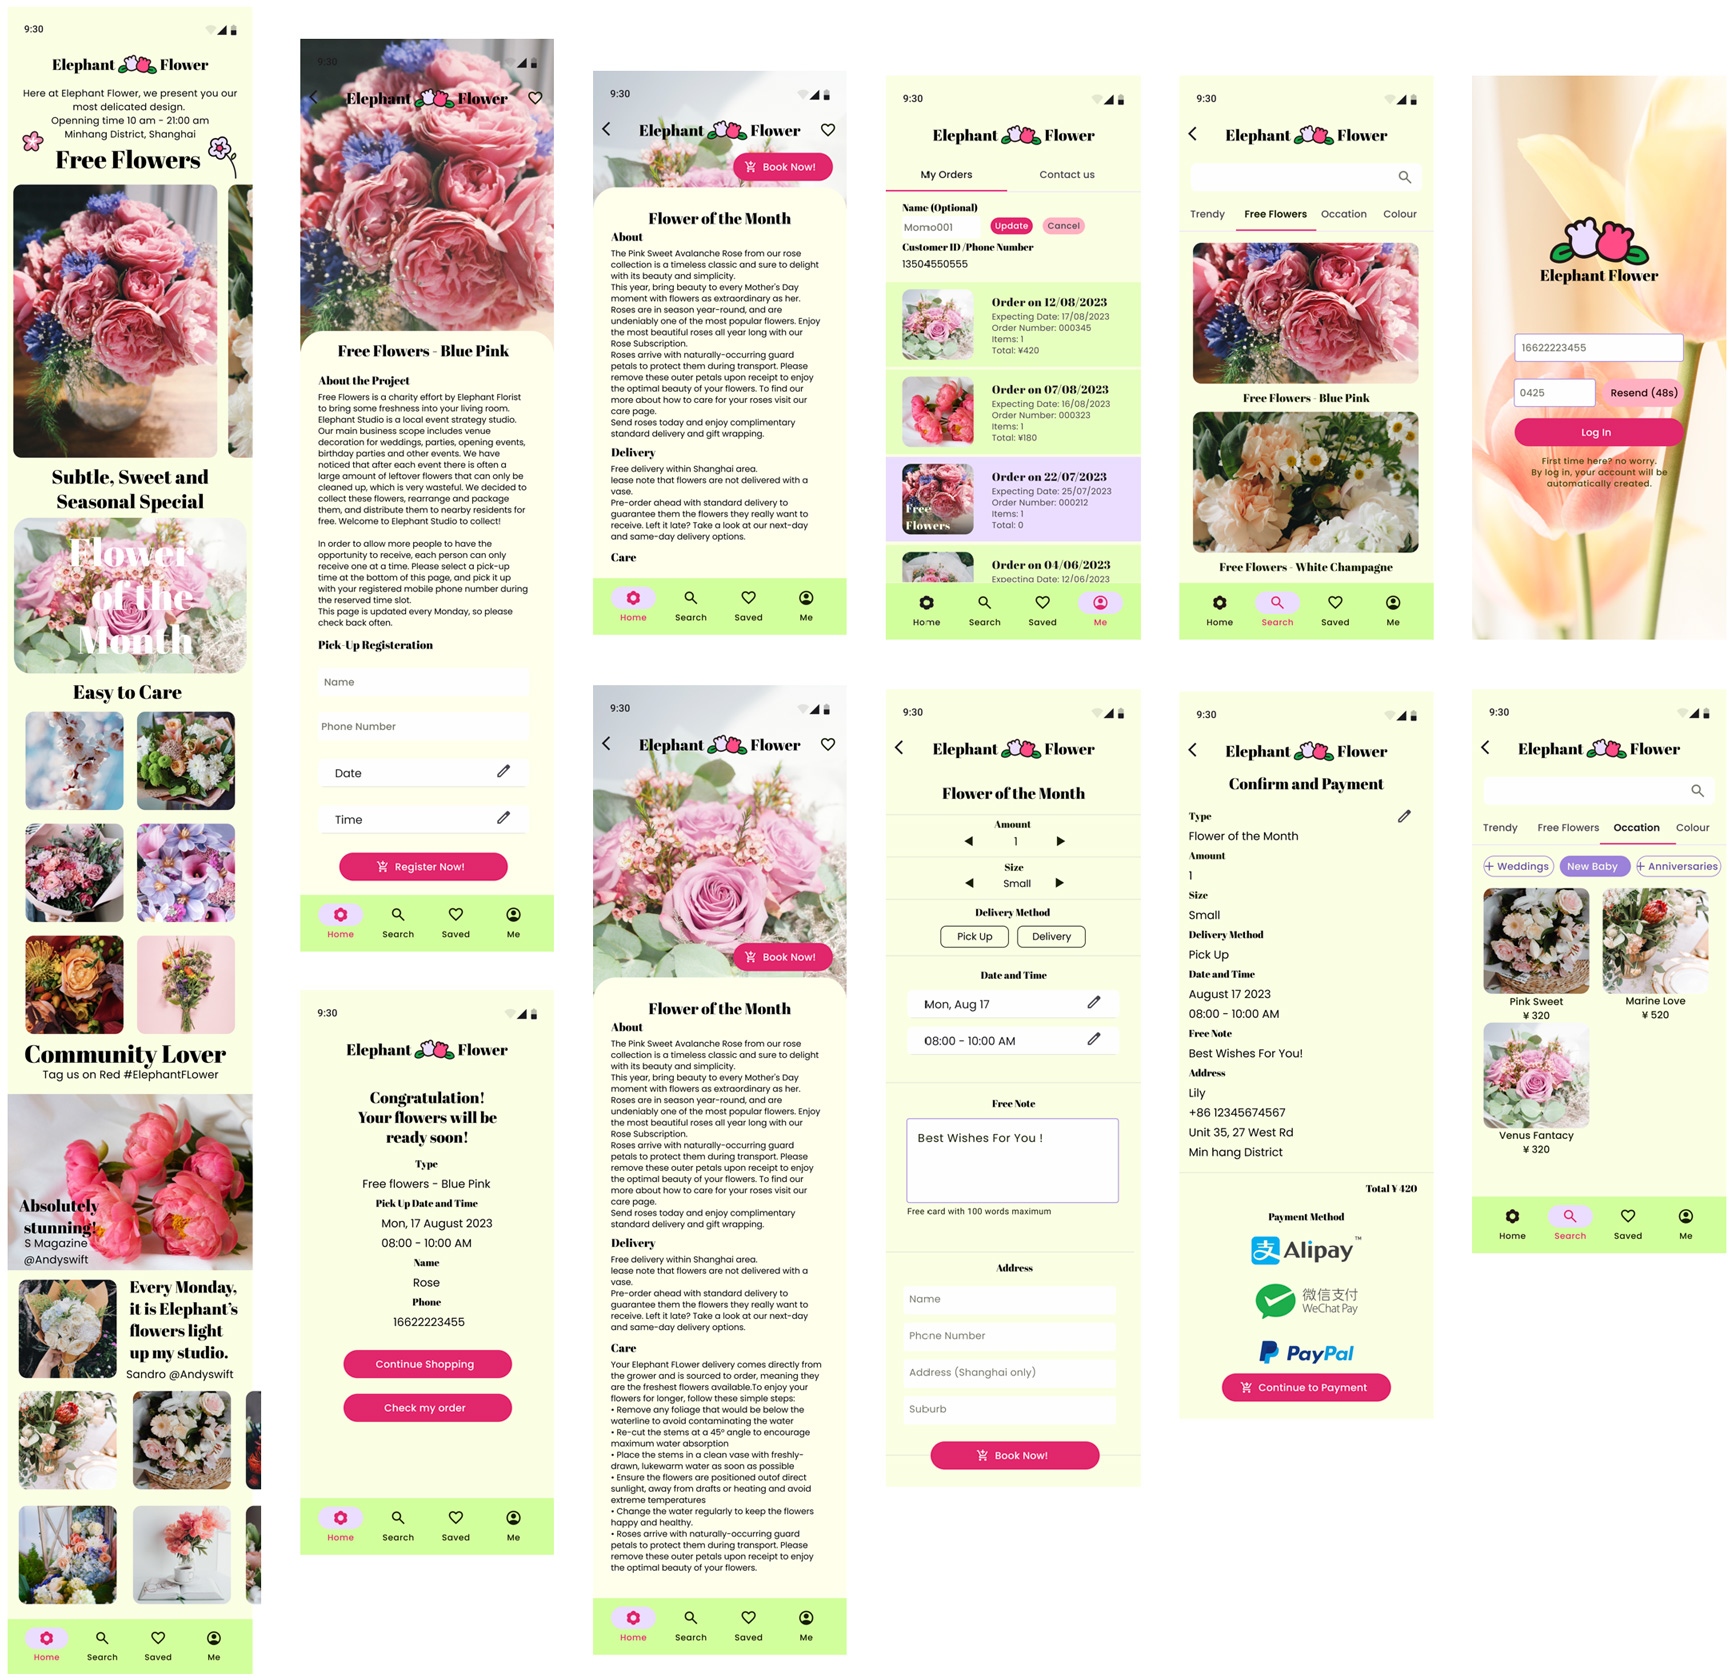 9:30
Elephant Flower
Here at Elephant Flower, we present you our
most delicated design.
Openning time 10 am - 21:00 am
Minhang District, Shanghai
Free Flowers
Subtle, Sweet and
Seasonal Special
Flower
of the
Month
Easy to Care
Community Lover
Tag us on Red #ElephantFLower
Absolutely
stunning!
S Magazine
@Andyswift
Every Monday,
it is Elephant's
flowers light
up my studio.
Sandro @Andyswift
Home
Search
Saved
Me
9:30
Elephant Flower
Free Flowers - Blue Pink
About the Project
Free Flowers is a charity effort by Elephant Florist
to bring some freshness into your living room.
Elephant Studio is a local event strategy studio.
Our main business scope includes venue
decoration for weddings, parties, opening events,
birthday parties and other events. We have
noticed that after each event there is often a
large amount of leftover flowers that can only be
cleaned up, which is very wasteful. We decided to
collect these flowers, rearrange and package
them, and distribute them to nearby residents for
free. Welcome to Elephant Studio to collect!
In order to allow more people to have the
opportunity to receive, each person can only
receive one at a time. Please select a pick-up
time at the bottom of this page, and pick it up
with your registered mobile phone number during
the reserved time slot.
This page is updated every Monday, so please
check back often.
Pick-Up Registeration
Name
Phone Number
Date
Time
Register Now!
Home
Search
Saved
Me
9:30
Elephant Flower
Congratulation!
Your flowers will be
ready soon!
Type
Free flowers - Blue Pink
Pick Up Date and Time
Mon, 17 August 2023
08:00 - 10:00 AM
Name
Rose
Phone
16622223455
Continue Shopping
Check my order
Home
Search
Saved
Me
9:30
Elephant Flower
Book Now!
Flower of the Month
About
The Pink Sweet Avalanche Rose from our rose
collection is a timeless classic and sure to delight
with its beauty and simplicity.
This year, bring beauty to every Mother's Day
moment with flowers as extraordinary as her.
Roses are in season year-round, and are
undeniably one of the most popular flowers. Enjoy
the most beautiful roses all year long with our
Rose Subscription.
Roses arrive with naturally-occurring guard
petals to protect them during transport. Please
remove these outer petals upon receipt to enjoy
the optimal beauty of your flowers. To find our
more about how to care for your roses visit our
care page.
Send roses today and enjoy complimentary
standard delivery and gift wrapping.
Delivery
Free delivery within Shanghai area.
lease note that flowers are not delivered with a
vase.
Pre-order ahead with standard delivery to
guarantee them the flowers they really want to
receive. Left it late? Take a look at our next-day
and same-day delivery options.
Care
Home
Search
Saved
Me
9:30
Elephant Flower
Book Now!
Flower of the Month
About
The Pink Sweet Avalanche Rose from our rose
collection is a timeless classic and sure to delight
with its beauty and simplicity.
This year, bring beauty to every Mother's Day
moment with flowers as extraordinary as her.
Roses are in season year-round, and are
undeniably one of the most popular flowers. Enjoy
the most beautiful roses all year long with our
Rose Subscription.
Roses arrive with naturally-occurring guard
petals to protect them during transport. Please
remove these outer petals upon receipt to enjoy
the optimal beauty of your flowers. To find our
more about how to care for your roses visit our
care page.
Send roses today and enjoy complimentary
standard delivery and gift wrapping.
Delivery
Free delivery within Shanghai area.
lease note that flowers are not delivered with a
vase.
Pre-order ahead with standard delivery to
guarantee them the flowers they really want to
receive. Left it late? Take a look at our next-day
and same-day delivery options.
Care
Your Elephant FLower delivery comes directly from
the grower and is sourced to order, meaning they
are the freshest flowers available.To enjoy your
flowers for longer, follow these simple steps:
• Remove any foliage that would be below the
waterline to avoid contaminating the water
• Re-cut the stems at a 45° angle to encourage
maximum water absorption
• Place the stems in a clean vase with freshly-
drawn, lukewarm water as soon as possible
• Ensure the flowers are positioned outof direct
sunlight, away from drafts or heating and avoid
extreme temperatures
• Change the water regularly to keep the flowers
happy and healthy.
• Roses arrive with naturally-occurring guard
petals to protect them during transport. Please
remove these outer petals upon receipt to enjoy
the optimal beauty of your flowers.
Home
Search
Saved
Me
9:30
Elephant Flower
My Orders
Contact us
Name (Optional)
Momo001
Update
Cancel
Customer ID /Phone Number
13504550555
Order on 12/08/2023
Expecting Date: 17/08/2023
Order Number: 000345
Items: 1
Total: ¥420
Order on 07/08/2023
Expecting Date: 16/08/2023
Order Number: 000323
Items: 1
Total: ¥180
Free
Flowers
Order on 22/07/2023
Expecting Date: 25/07/2023
Order Number: 000212
Items: 1
Total: 0
Order on 04/06/2023
Expecting Date: 12/06/2023
Home
Search
Saved
Me
9:30
Elephant Flower
Flower of the Month
Amount
1
Size
Small
Delivery Method
Pick Up
Delivery
Date and Time
Mon, Aug 17
08:00 - 10:00 AM
Free Note
Best Wishes For You !
Free card with 100 words maximum
Address
Name
Phone Number
Address (Shanghai only)
Suburb
Book Now!
9:30
Elephant Flower
Trendy
Free Flowers
Occation
Colour
Free Flowers - Blue Pink
Free Flowers - White Champagne
Home
Search
Saved
Me
9:30
Elephant Flower
Confirm and Payment
Type
Flower of the Month
Amount
1
Size
Small
Delivery Method
Pick Up
Date and Time
August 17 2023
08:00 - 10:00 AM
Free Note
Best Wishes For You!
Address
Lily
+86 12345674567
Unit 35, 27 West Rd
Min hang District
Total ¥ 420
Payment Method
支 Alipay ™
微信支付
WeChat Pay
PayPal
Continue to Payment
Elephant Flower
16622223455
0425
Resend (48s)
Log In
First time here? no worry.
By log in, your account will be
automatically created.
9:30
Elephant Flower
Trendy
Free Flowers
Occation
Colour
+ Weddings
New Baby
+ Anniversaries
Pink Sweet
¥ 320
Marine Love
¥ 520
Venus Fantacy
¥ 320
Home
Search
Saved
Me